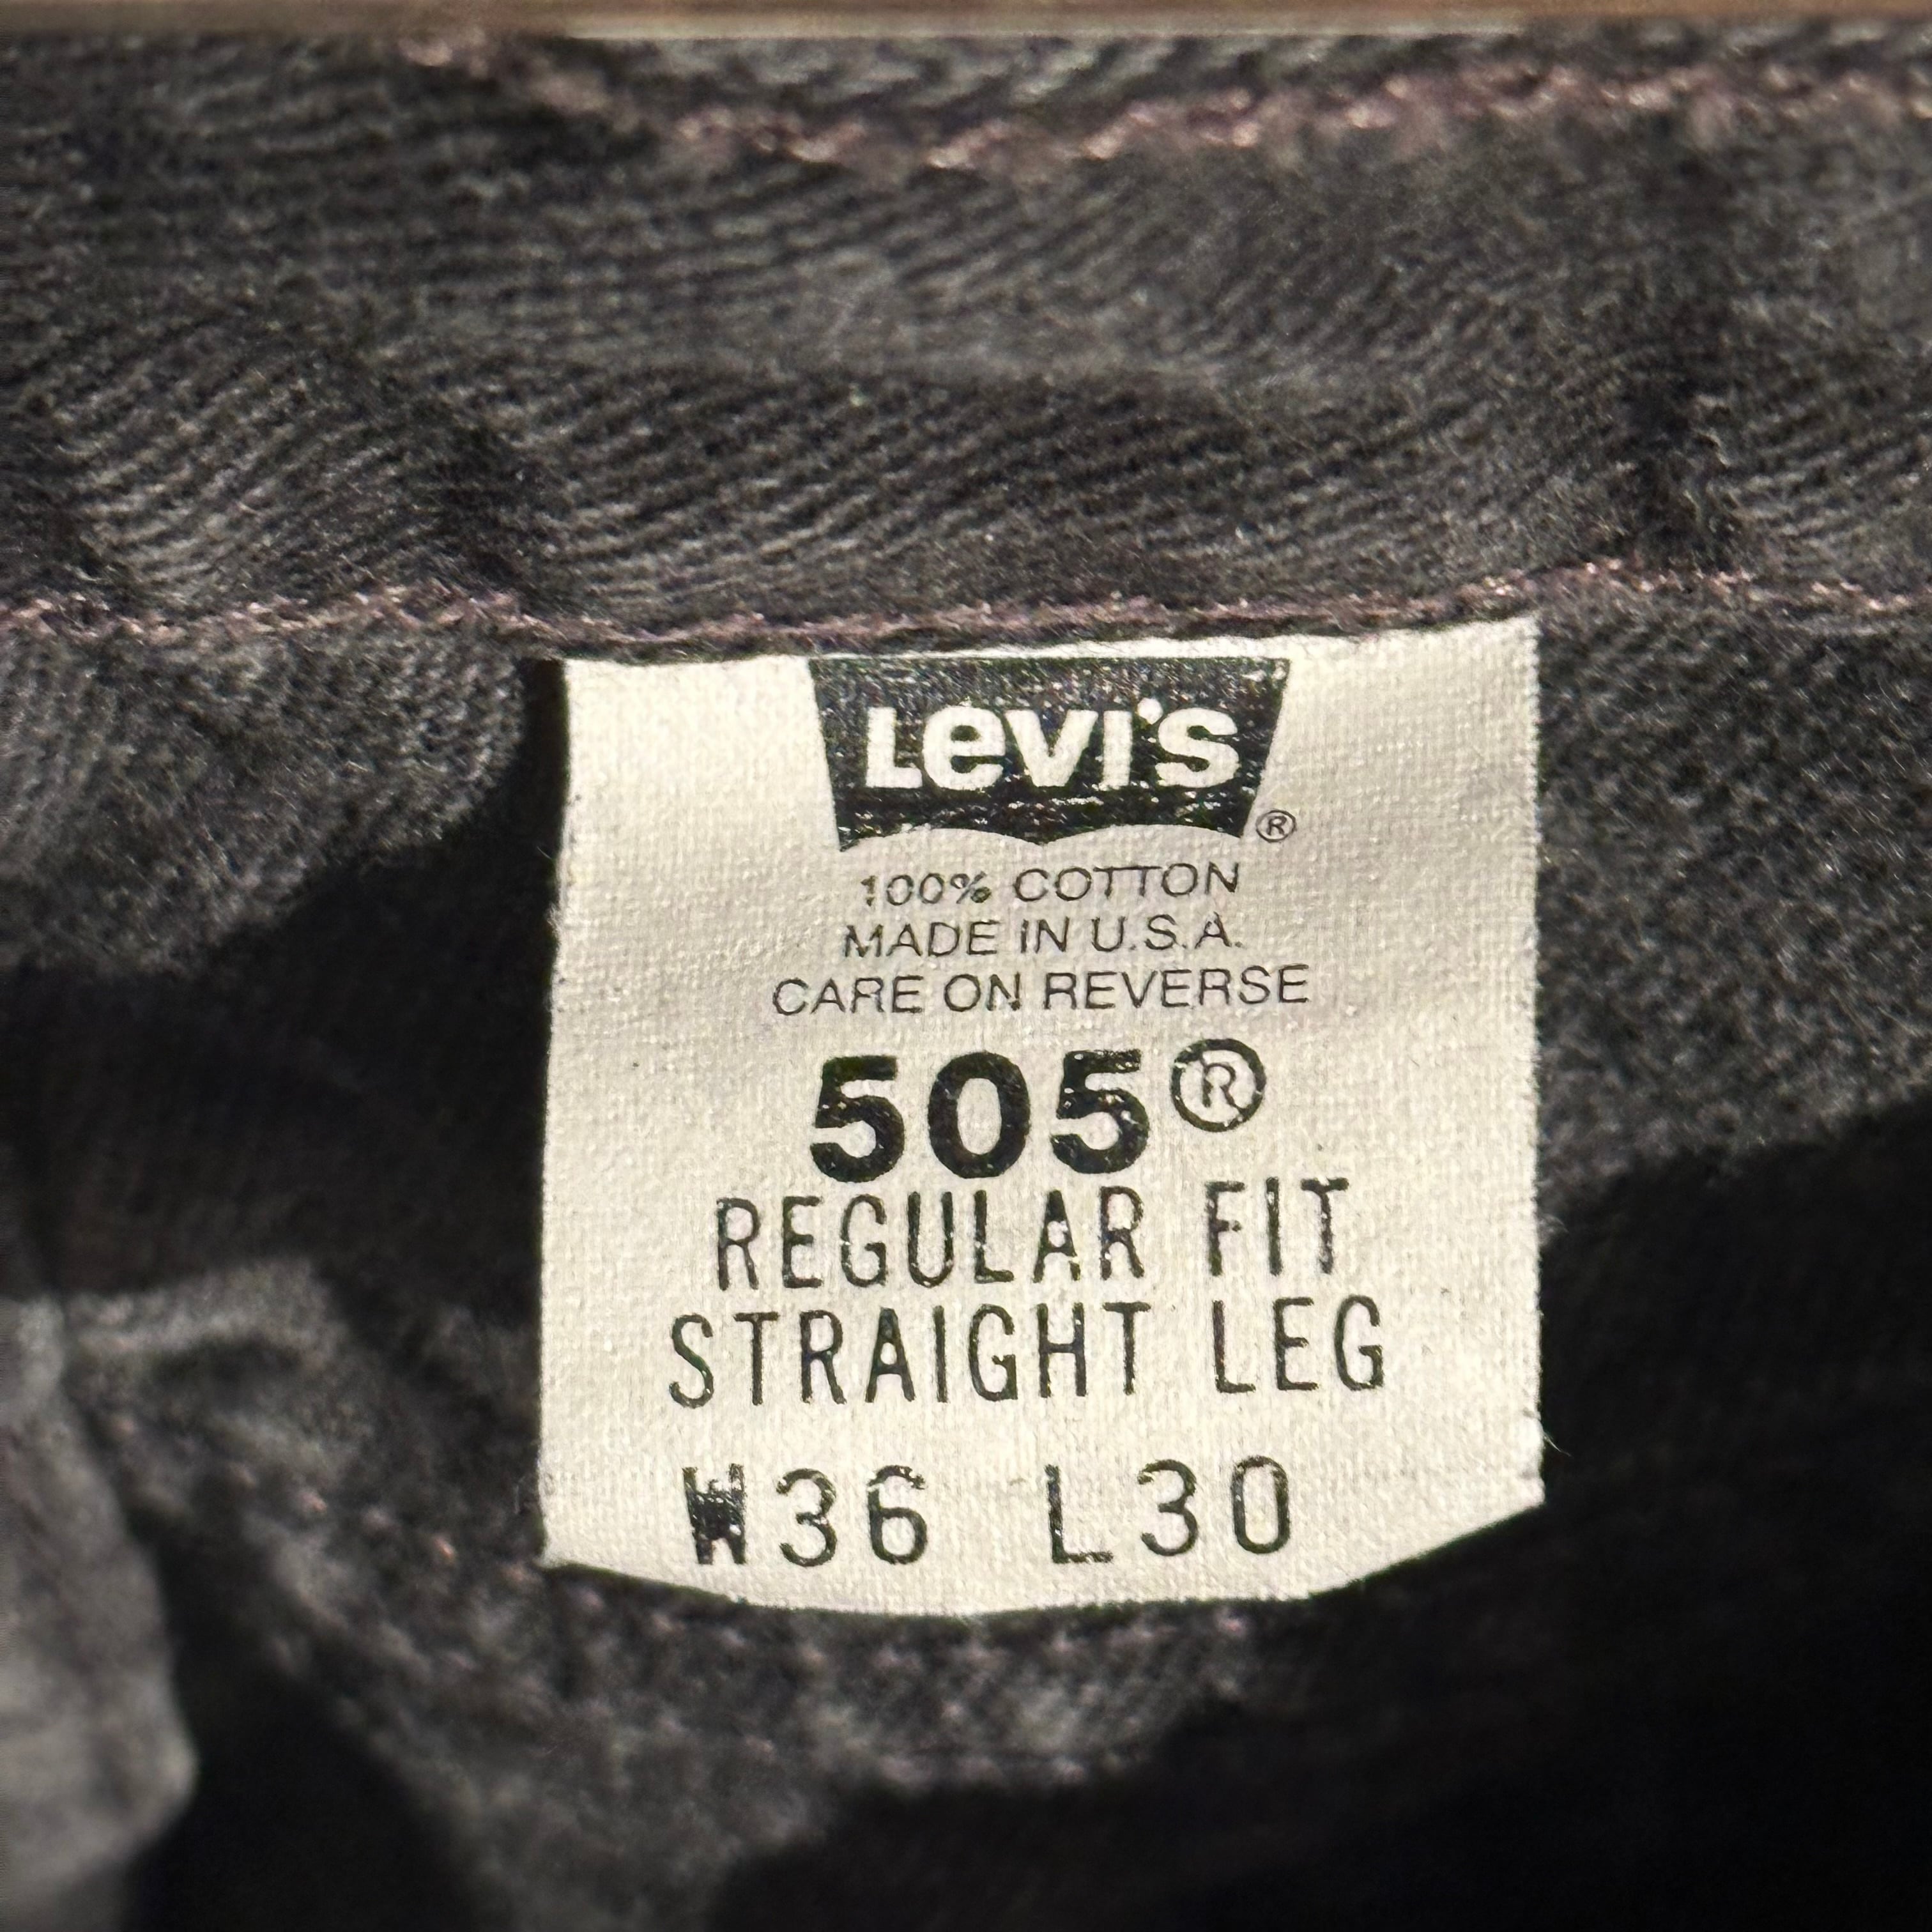 Levi's ®
100% COTTON
MADE IN U.S.A.
CARE ON REVERSE
505®
REGULAR FIT
STRAIGHT LEG
W36 L30